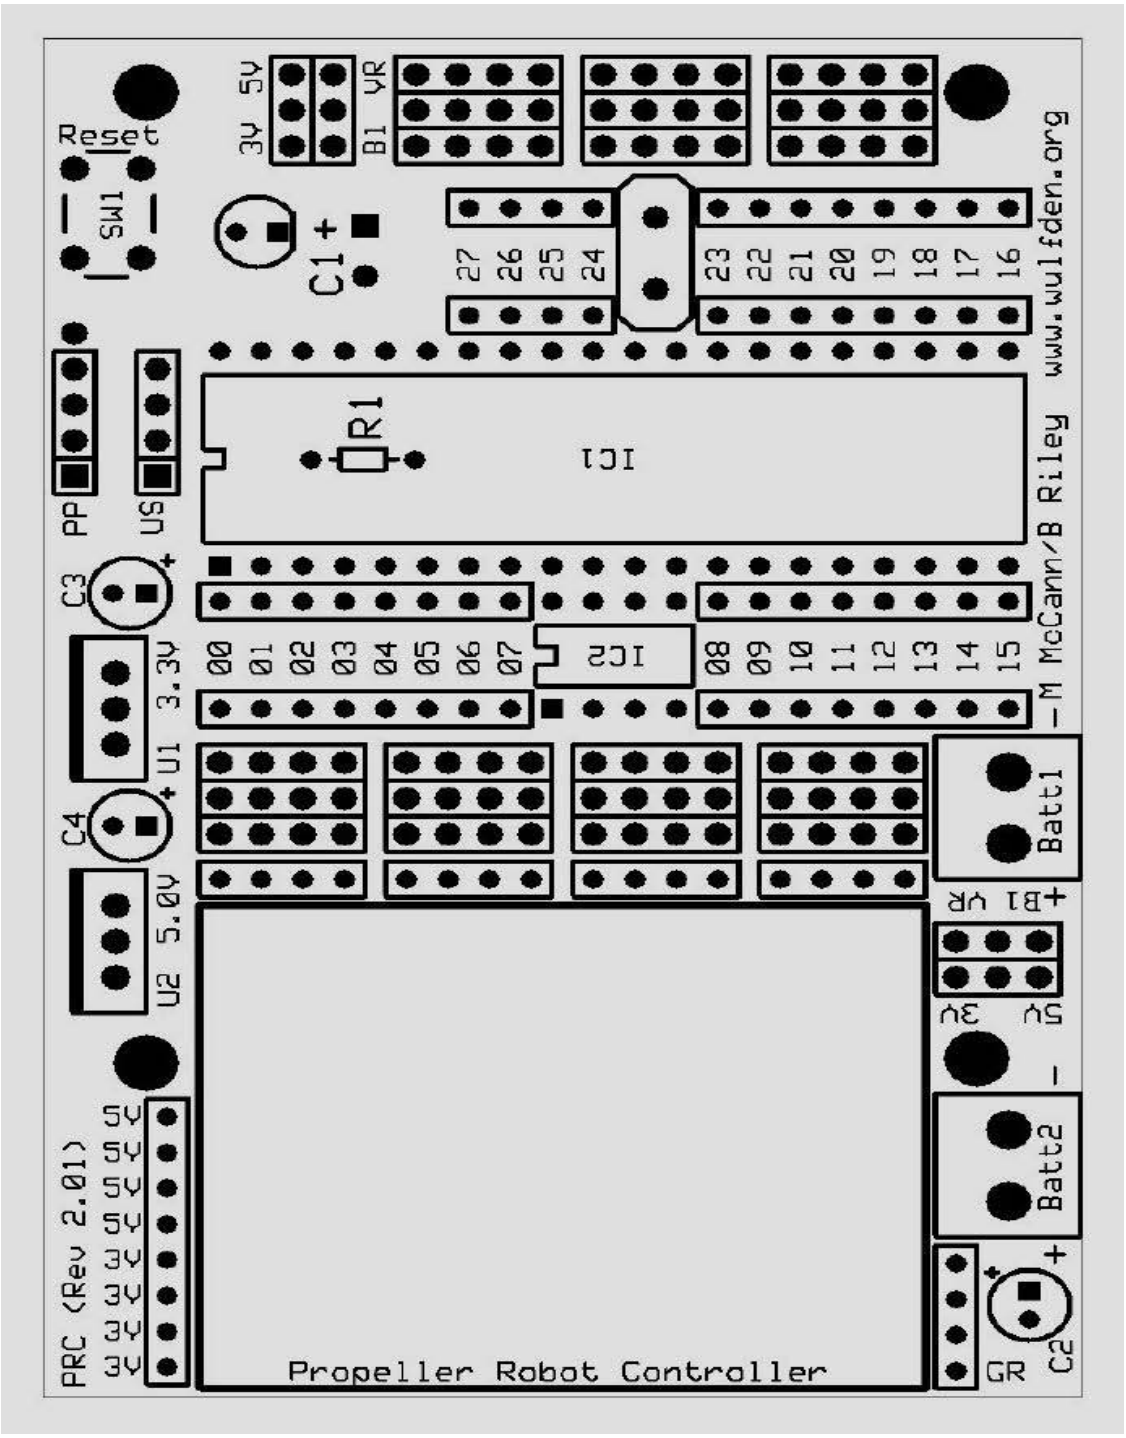 5V
VR
3V
B1
Reset
SW1
C1
+
27
26
25
24
23
22
21
20
19
18
17
16
www.wulfden.org
R1
IC1
PP
US
C3
+
3.3V
U1
00
01
02
03
04
05
06
07
IC2
08
09
10
11
12
13
14
15
M McCann/B Riley
-
Batt1
+
C4
+
5.0V
U2
VR
B1
3V
5V
-
Batt2
+
PRC (Rev 2.01)
5V
5V
5V
5V
3V
3V
3V
3V
Propeller Robot Controller
GR
+
C2